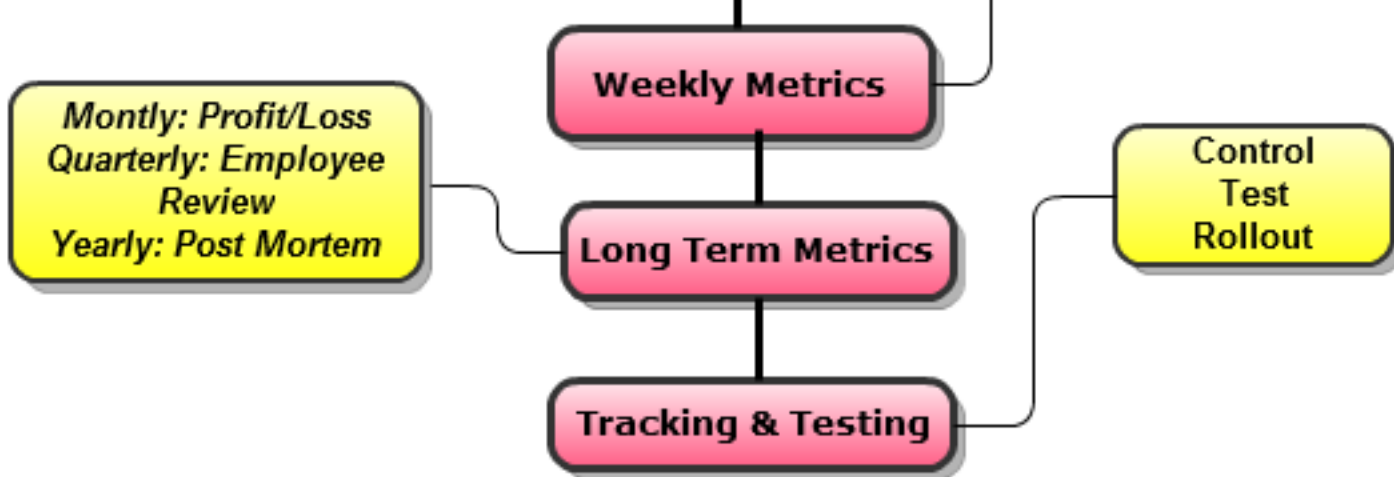 Weekly Metrics
Montly: Profit/Loss
Quarterly: Employee
Review
Yearly: Post Mortem
Long Term Metrics
Control
Test
Rollout
Tracking & Testing